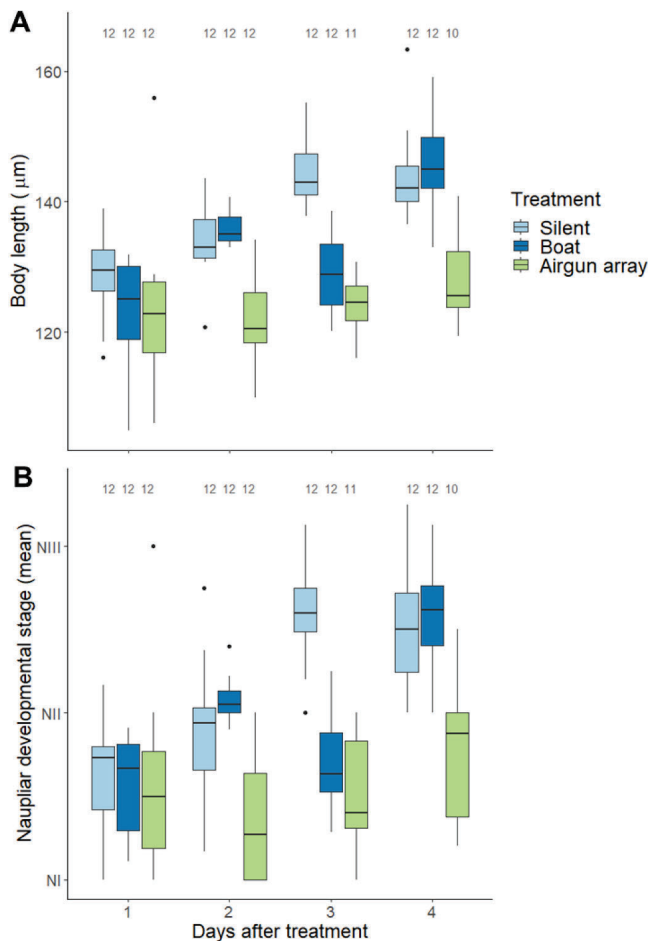 A
12 12 12 12 12 12 12 12 11 12 12 10
160
140
120
Body length ( μm)
Treatment
Silent
Boat
Airgun array
B
12 12 12 12 12 12 12 12 11 12 12 10
NIII
NII
NI
Naupliar developmental stage (mean)
1 2 3 4
Days after treatment